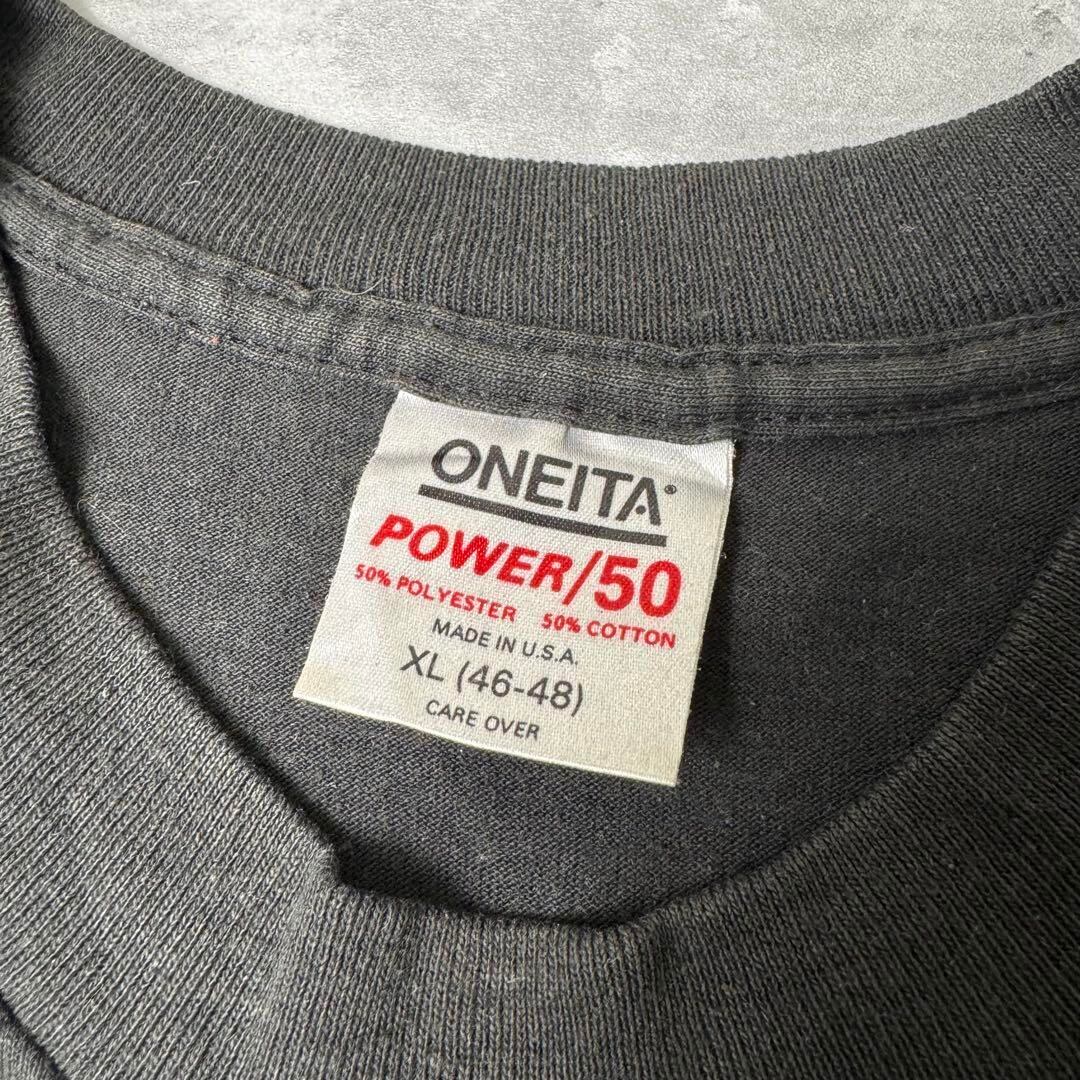 ONEITA®
POWER/50
50% POLYESTER 50% COTTON
MADE IN U.S.A.
XL (46-48)
CARE OVER